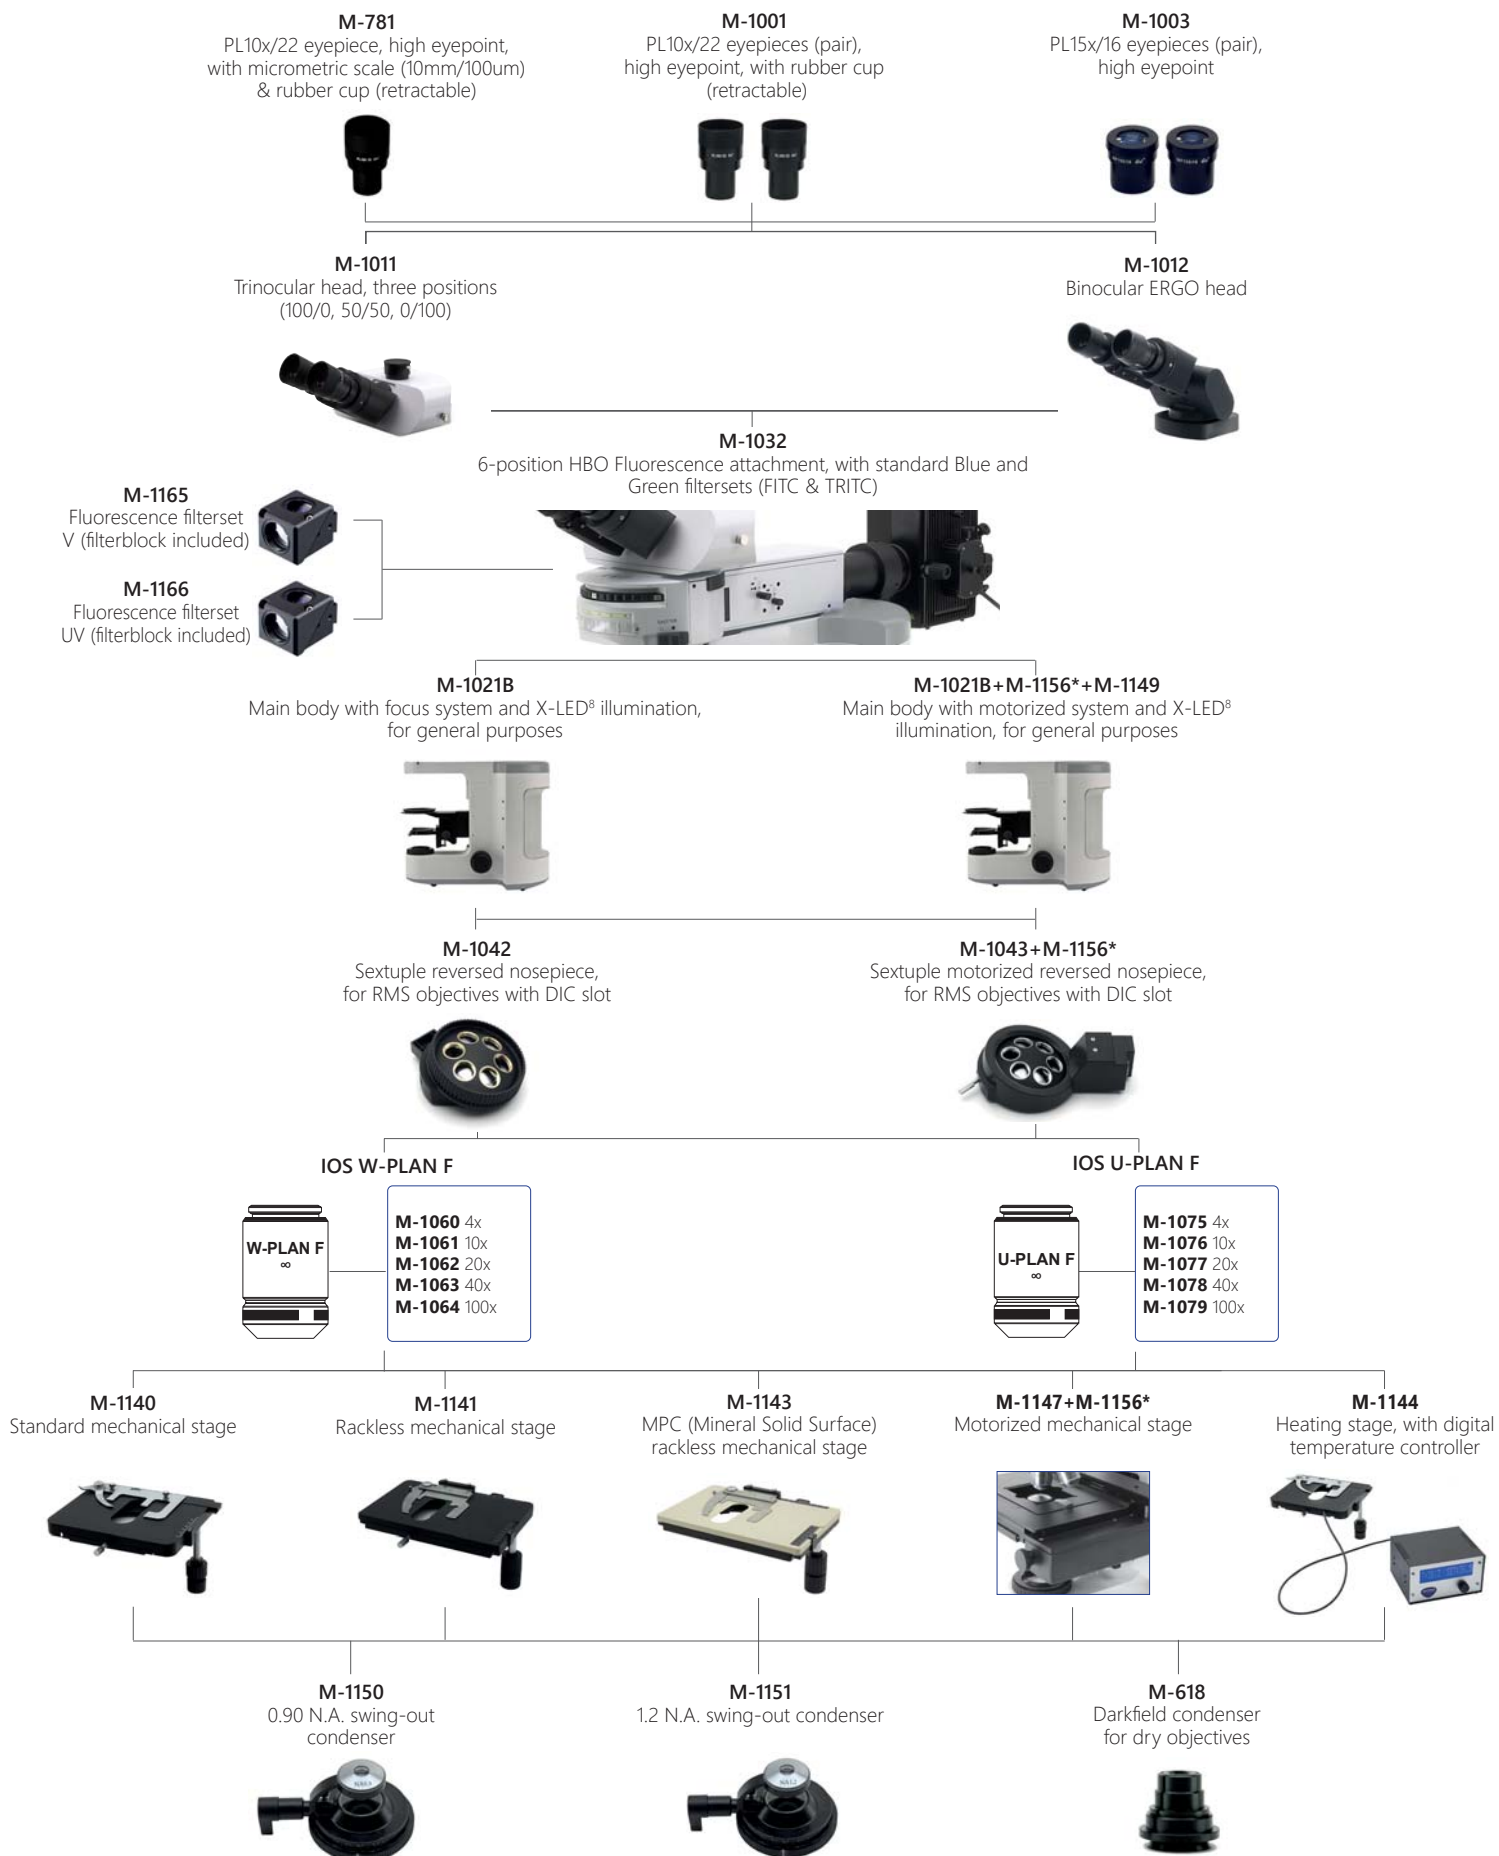 M-781
PL10x/22 eyepiece, high eyepoint,
with micrometric scale (10mm/100um)
& rubber cup (retractable)
M-1001
PL10x/22 eyepieces (pair),
high eyepoint, with rubber cup
(retractable)
M-1003
PL15x/16 eyepieces (pair),
high eyepoint
M-1011
Trinocular head, three positions
(100/0, 50/50, 0/100)
M-1012
Binocular ERGO head
M-1032
6-position HBO Fluorescence attachment, with standard Blue and
Green filtersets (FITC & TRITC)
M-1165
Fluorescence filterset
V (filterblock included)
M-1166
Fluorescence filterset
UV (filterblock included)
M-1021B
Main body with focus system and X-LED⁸ illumination,
for general purposes
M-1021B+M-1156*+M-1149
Main body with motorized system and X-LED⁸
illumination, for general purposes
M-1042
Sextuple reversed nosepiece,
for RMS objectives with DIC slot
M-1043+M-1156*
Sextuple motorized reversed nosepiece,
for RMS objectives with DIC slot
IOS W-PLAN F
W-PLAN F
∞
M-1060 4x
M-1061 10x
M-1062 20x
M-1063 40x
M-1064 100x
IOS U-PLAN F
U-PLAN F
∞
M-1075 4x
M-1076 10x
M-1077 20x
M-1078 40x
M-1079 100x
M-1140
Standard mechanical stage
M-1141
Rackless mechanical stage
M-1143
MPC (Mineral Solid Surface)
rackless mechanical stage
M-1147+M-1156*
Motorized mechanical stage
M-1144
Heating stage, with digital
temperature controller
M-1150
0.90 N.A. swing-out
condenser
M-1151
1.2 N.A. swing-out condenser
M-618
Darkfield condenser
for dry objectives